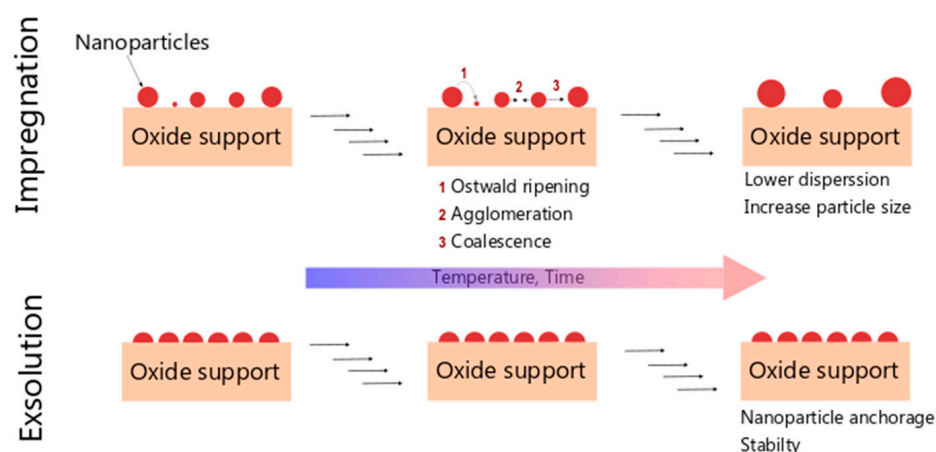 Impregnation
Nanoparticles
1
2
3
Oxide support
Oxide support
Oxide support
1 Ostwald ripening
2 Agglomeration
3 Coalescence
Lower disperssion
Increase particle size
Temperature, Time
Exsolution
Oxide support
Oxide support
Oxide support
Nanoparticle anchorage
Stabilty